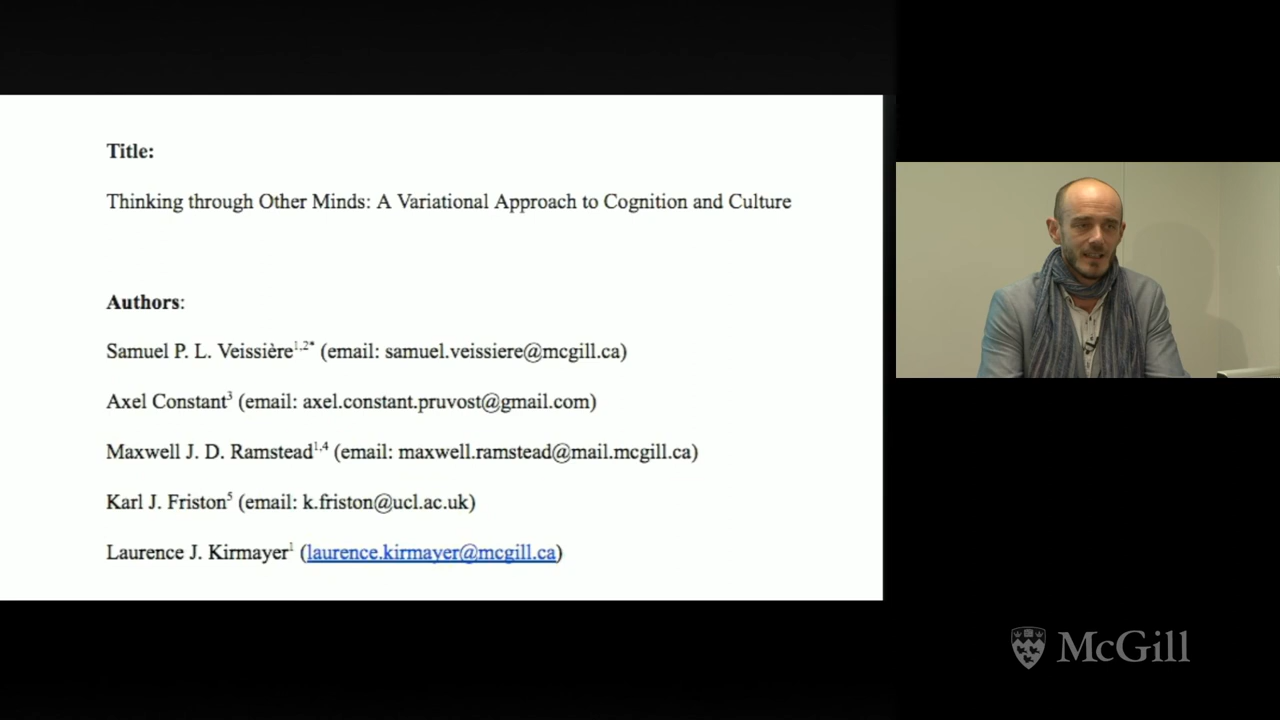 Title:
Thinking through Other Minds: A Variational Approach to Cognition and Culture
Authors:
Samuel P. L. Veissière1,2* (email: samuel.veissiere@mcgill.ca)
Axel Constant3 (email: axel.constant.pruvost@gmail.com)
Maxwell J. D. Ramstead1,4 (email: maxwell.ramstead@mail.mcgill.ca)
Karl J. Friston5 (email: k.friston@ucl.ac.uk)
Laurence J. Kirmayer1 (laurence.kirmayer@mcgill.ca)
McGill